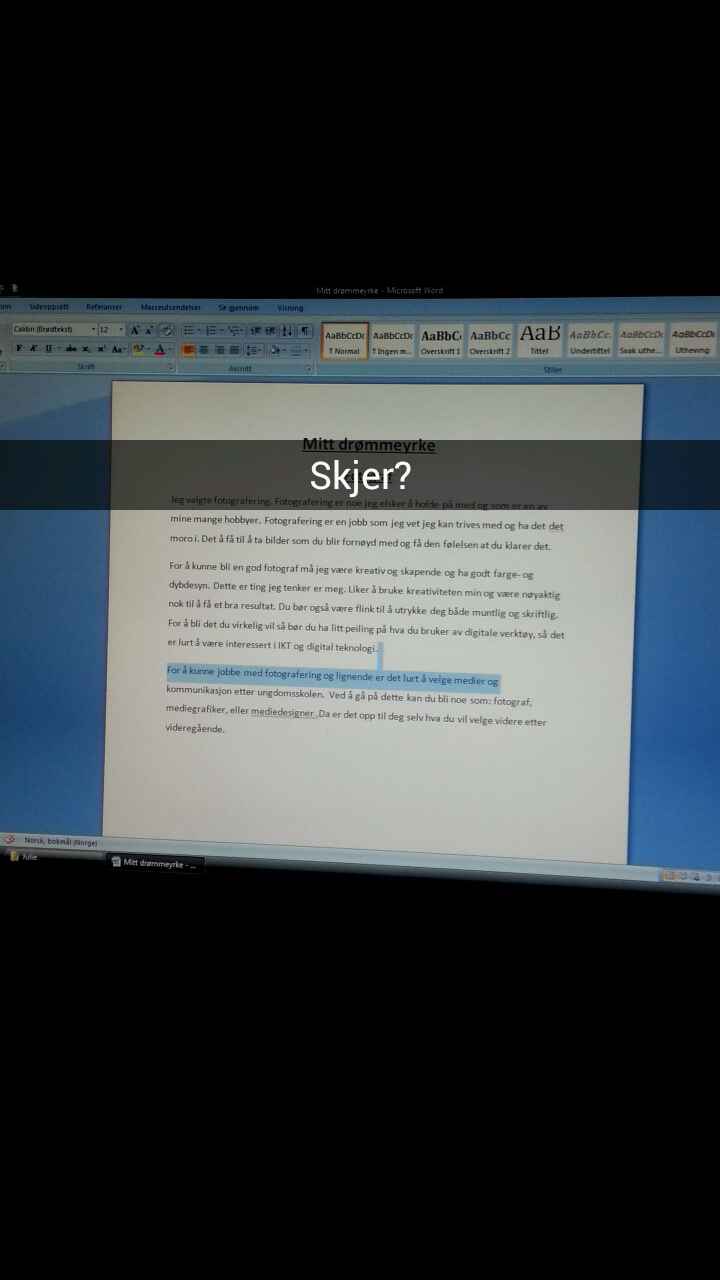 Mitt drømmeyrke - Microsoft Word
Sideoppsett Referanser Masseutsendelser Se gjennom Visning
Calibri (Brødtekst) 12
AaBbCcDc AaBbCcDc AaBbC AaBbCc AaB AaBbCc. AaBbCcDc AaBbCcDc
¶ Normal ¶ Ingen m... Overskrift 1 Overskrift 2 Tittel Undertittel Svak uthe... Utheving
Skrift Avsnitt Stiler
Mitt drømmeyrke
Skjer?
Jeg valgte fotografering. Fotografering er noe jeg elsker å holde på med og som er en av
mine mange hobbyer. Fotografering er en jobb som jeg vet jeg kan trives med og ha det det
moro i. Det å få til å ta bilder som du blir fornøyd med og få den følelsen at du klarer det.
For å kunne bli en god fotograf må jeg være kreativ og skapende og ha godt farge- og
dybdesyn. Dette er ting jeg tenker er meg. Liker å bruke kreativiteten min og være nøyaktig
nok til å få et bra resultat. Du bør også være flink til å utrykke deg både muntlig og skriftlig.
For å bli det du virkelig vil så bør du ha litt peiling på hva du bruker av digitale verktøy, så det
er lurt å være interessert i IKT og digital teknologi.
For å kunne jobbe med fotografering og lignende er det lurt å velge medier og
kommunikasjon etter ungdomsskolen. Ved å gå på dette kan du bli noe som: fotograf,
mediegrafiker, eller mediedesigner. Da er det opp til deg selv hva du vil velge videre etter
videregående.
Norsk, bokmål (Norge)
Julie
Mitt drømmeyrke - ...